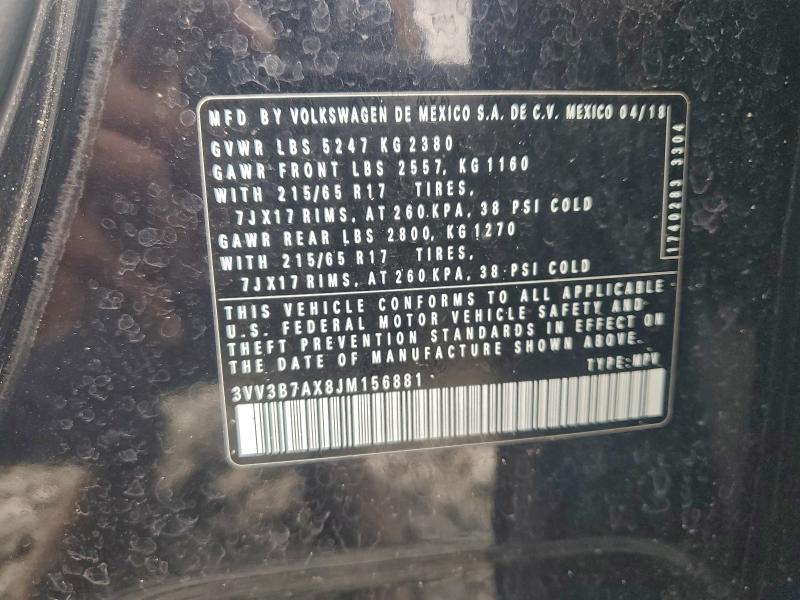 MFD BY VOLKSWAGEN DE MEXICO S.A. DE C.V. MEXICO 04/18
GVWR LBS 5247 KG 2380
GAWR FRONT LBS 2557, KG 1160
WITH 215/65 R17 TIRES,
7JX17 RIMS, AT 260 KPA, 38 PSI COLD
GAWR REAR LBS 2800, KG 1270
WITH 215/65 R17 TIRES,
7JX17 RIMS, AT 260 KPA, 38 PSI COLD
L740283 3304
THIS VEHICLE CONFORMS TO ALL APPLICABLE
U.S. FEDERAL MOTOR VEHICLE SAFETY AND
THEFT PREVENTION STANDARDS IN EFFECT ON
THE DATE OF MANUFACTURE SHOWN ABOVE.
TYPE:MPV
3VV3B7AX8JM156881